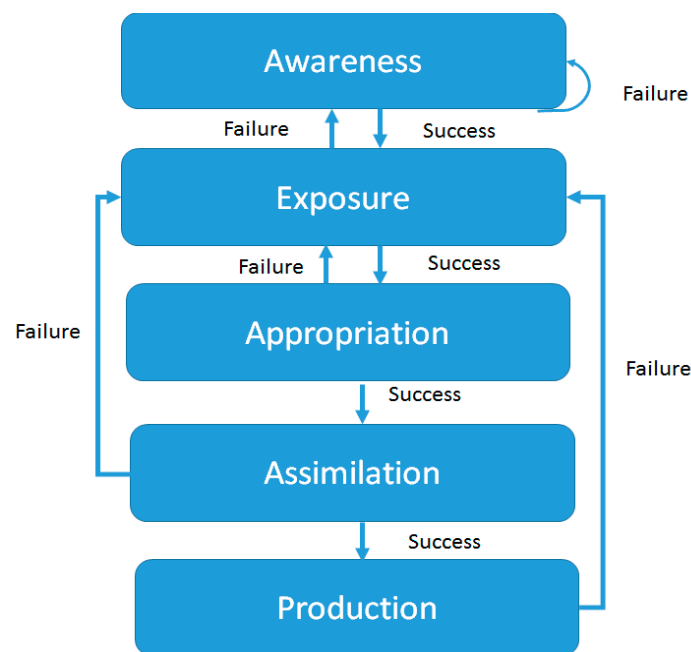 Awareness
Failure
Failure
Success
Exposure
Failure
Success
Failure
Appropriation
Failure
Success
Assimilation
Success
Production